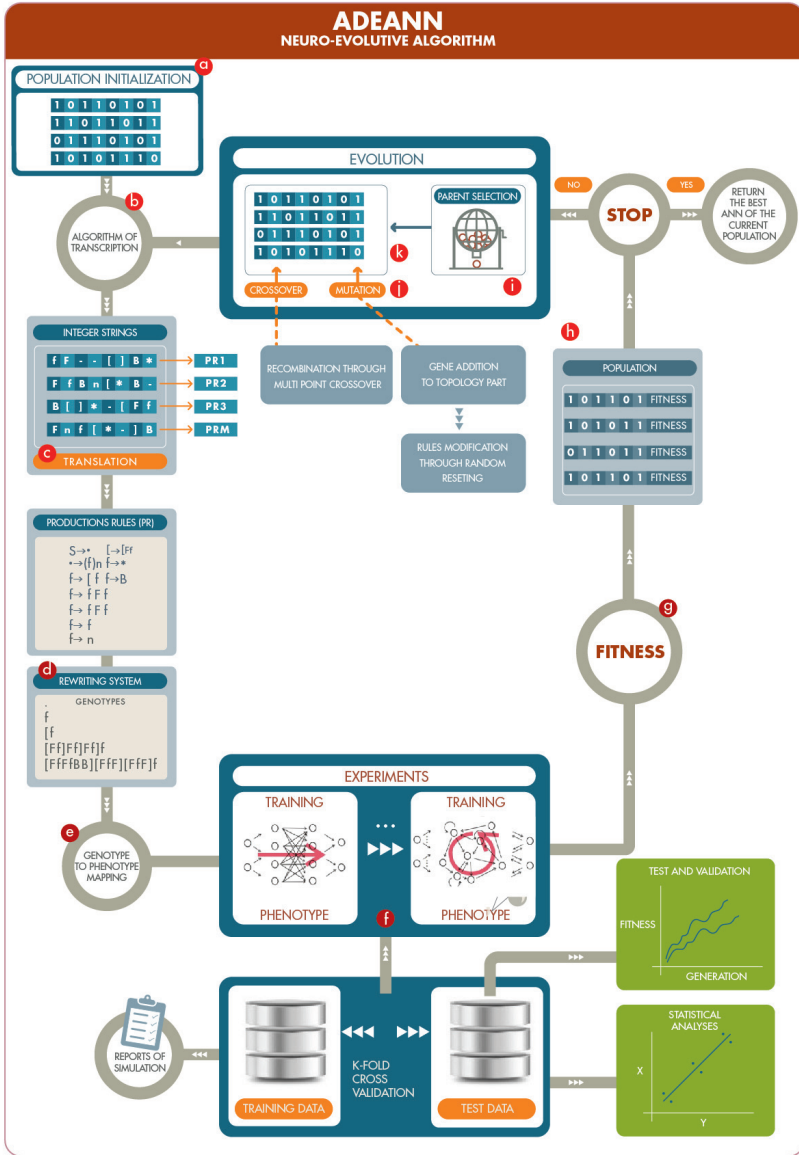 ADEANN
NEURO-EVOLUTIVE ALGORITHM
a
POPULATION INITIALIZATION
1 0 1 1 0 1 0 1
1 1 0 1 1 0 1 1
0 1 1 1 0 1 0 1
1 0 1 0 1 1 1 0
b
ALGORITHM OF
TRANSCRIPTION
EVOLUTION
1 0 1 1 0 1 0 1
1 1 0 1 1 0 1 1
0 1 1 1 0 1 0 1
1 0 1 0 1 1 1 0
k
PARENT SELECTION
i
CROSSOVER
MUTATION
j
RECOMBINATION THROUGH
MULTI POINT CROSSOVER
GENE ADDITION
TO TOPOLOGY PART
RULES MODIFICATION
THROUGH RANDOM
RESETING
NO
STOP
YES
RETURN
THE BEST
ANN OF THE
CURRENT
POPULATION
INTEGER STRINGS
f F - - [ ] B * PR1
F f B n [ * B - PR2
B [ ] * - [ F f PR3
F n f [ * - ] B PRM
c
TRANSLATION
h
POPULATION
1 0 1 1 0 1 FITNESS
1 0 1 0 1 1 FITNESS
0 1 1 0 1 1 FITNESS
1 0 1 1 0 1 FITNESS
PRODUCTIONS RULES (PR)
S→• [→[Ff
•→(f)n f→*
f→ [ f f→B
f→ f F f
f→ f F f
f→ f
f→ n
g
FITNESS
d
REWRITING SYSTEM
GENOTYPES
.
f
[f
[Ff]Ff]Ff]f
[FfFfBB][FfF][FfF]f
e
GENOTYPE
TO PHENOTYPE
MAPPING
EXPERIMENTS
TRAINING
PHENOTYPE
...
TRAINING
PHENOTYPE
f
TEST AND VALIDATION
FITNESS
GENERATION
REPORTS OF
SIMULATION
TRAINING DATA
K-FOLD
CROSS
VALIDATION
TEST DATA
STATISTICAL
ANALYSES
X
Y